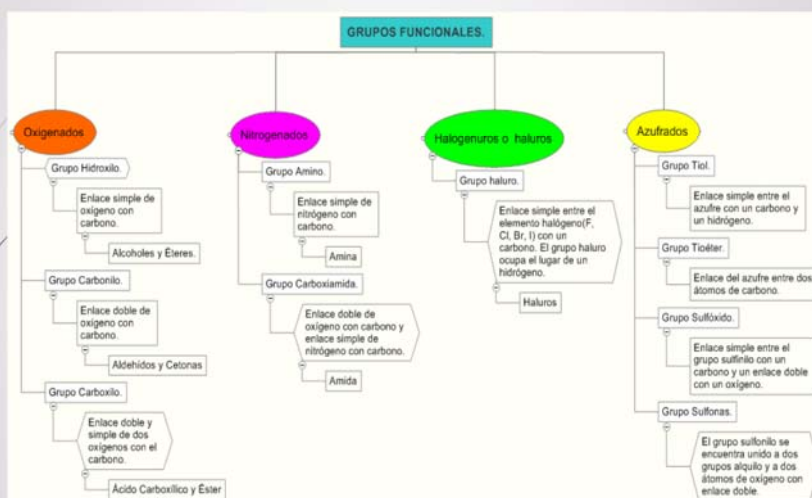 GRUPOS FUNCIONALES.
Oxigenados
Grupo Hidroxilo.
Enlace simple de
oxígeno con
carbono.
Alcoholes y Éteres.
Grupo Carbonilo.
Enlace doble de
oxígeno con
carbono.
Aldehídos y Cetonas
Grupo Carboxilo.
Enlace doble y
simple de dos
oxígenos con el
carbono.
Ácido Carboxílico y Éster
Nitrogenados
Grupo Amino.
Enlace simple de
nitrógeno con
carbono.
Amina
Grupo Carboxiamida.
Enlace doble de
oxígeno con carbono y
enlace simple de
nitrógeno con carbono.
Amida
Halogenuros o haluros
Grupo haluro.
Enlace simple entre el
elemento halógeno(F,
Cl, Br, I) con un
carbono. El grupo haluro
ocupa el lugar de un
hidrógeno.
Haluros
Azufrados
Grupo Tiol.
Enlace simple entre el
azufre con un carbono y
un hidrógeno.
Grupo Tioéter.
Enlace del azufre entre dos
átomos de carbono.
Grupo Sulfóxido.
Enlace simple entre el
grupo sulfinilo con un
carbono y un enlace doble
con un oxígeno.
Grupo Sulfonas.
El grupo sulfonilo se
encuentra unido a dos
grupos alquilo y a dos
átomos de oxígeno con
enlace doble.